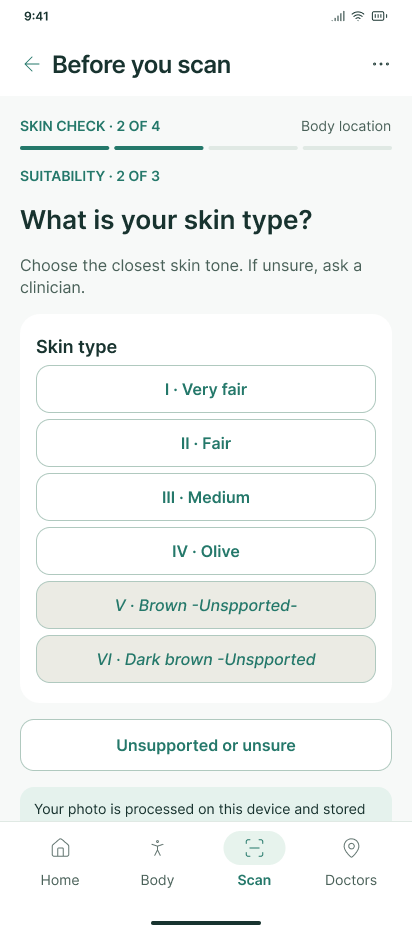 9:41
Before you scan
SKIN CHECK · 2 OF 4
Body location
SUITABILITY · 2 OF 3
What is your skin type?
Choose the closest skin tone. If unsure, ask a
clinician.
Skin type
I · Very fair
II · Fair
III · Medium
IV · Olive
V · Brown -Unspported-
VI · Dark brown -Unspported
Unsupported or unsure
Your photo is processed on this device and stored
Home
Body
Scan
Doctors